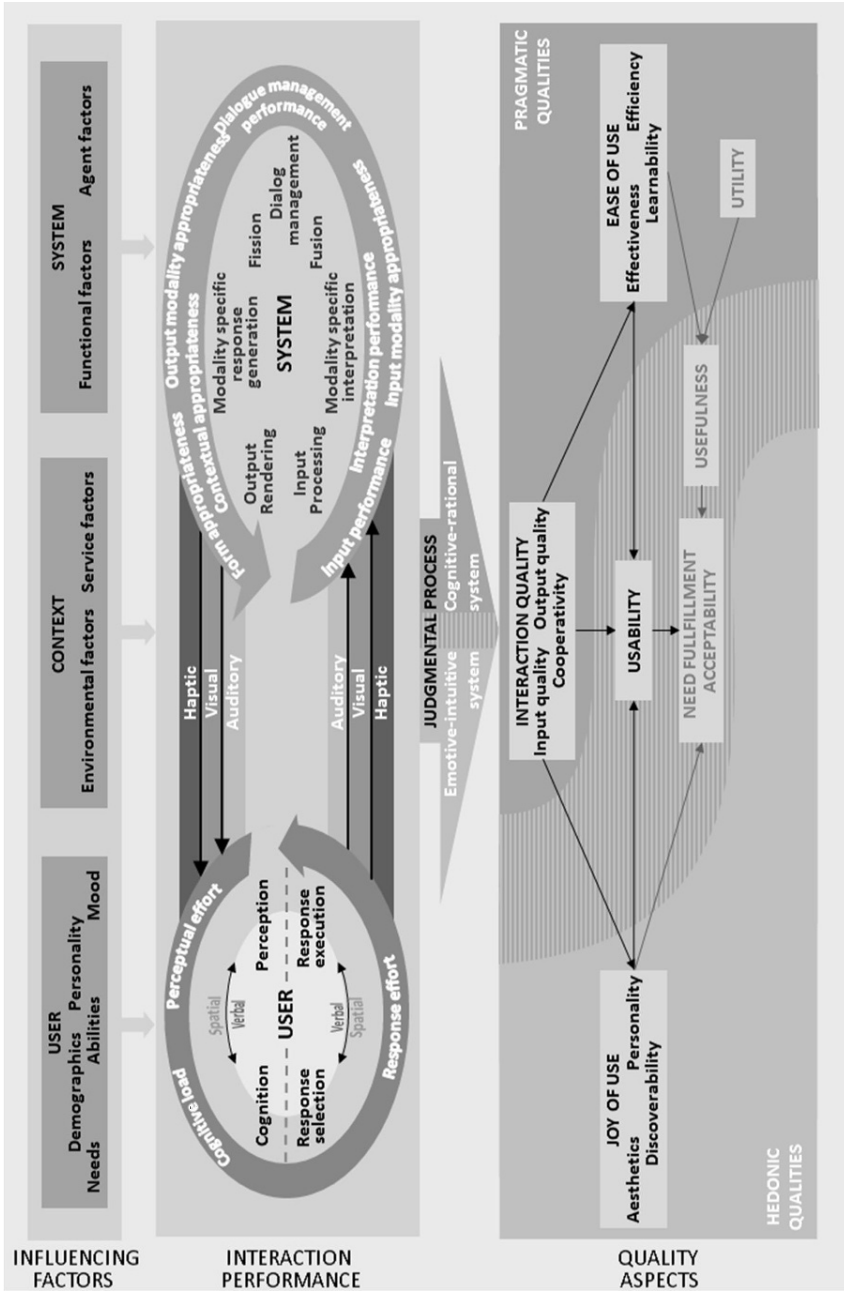 INFLUENCING
FACTORS
USER
Demographics Personality
Needs Abilities Mood
CONTEXT
Environmental factors Service factors
SYSTEM
Functional factors Agent factors
INTERACTION
PERFORMANCE
Cognitive load
Perceptual effort
Response effort
Spatial
Verbal
Cognition
Perception
USER
Response
selection
Response
execution
Verbal
Spatial
Haptic
Visual
Auditory
Auditory
Visual
Haptic
Form appropriateness
Contextual appropriateness
Output modality appropriateness
Dialogue management
performance
Input performance
Interpretation performance
Input modality appropriateness
Output
Rendering
Modality specific
response
generation
Fission
Dialog
management
SYSTEM
Input
Processing
Modality specific
interpretation
Fusion
JUDGMENTAL PROCESS
Emotive-intuitive
system
Cognitive-rational
system
QUALITY
ASPECTS
PRAGMATIC
QUALITIES
HEDONIC
QUALITIES
INTERACTION QUALITY
Input quality Output quality
Cooperativity
JOY OF USE
Aesthetics Personality
Discoverability
USABILITY
EASE OF USE
Effectiveness Efficiency
Learnability
NEED FULLFILLMENT
ACCEPTABILITY
USEFULNESS
UTILITY